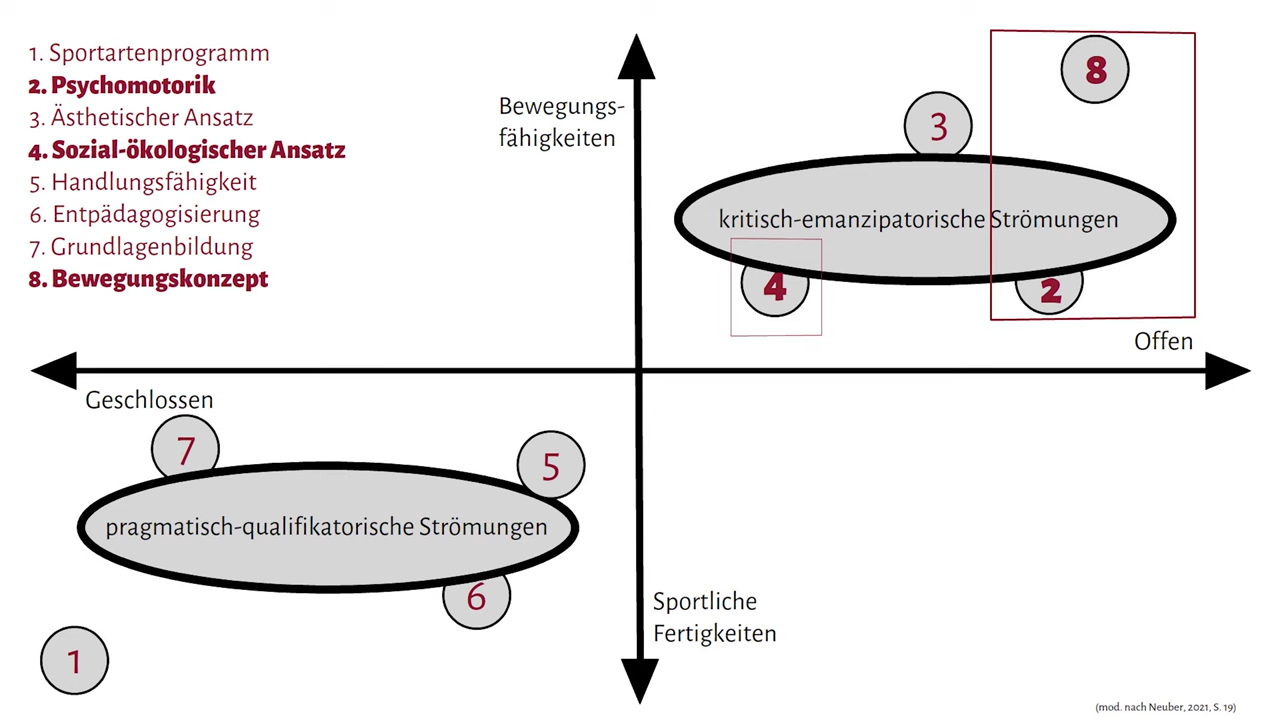 1. Sportartenprogramm
2. Psychomotorik
3. Ästhetischer Ansatz
4. Sozial-ökologischer Ansatz
5. Handlungsfähigkeit
6. Entpädagogisierung
7. Grundlagenbildung
8. Bewegungskonzept
Bewegungs-
fähigkeiten
8
3
kritisch-emanzipatorische Strömungen
4
2
Offen
Geschlossen
7
5
pragmatisch-qualifikatorische Strömungen
6
Sportliche
Fertigkeiten
1
(mod. nach Neuber, 2021, S. 19)